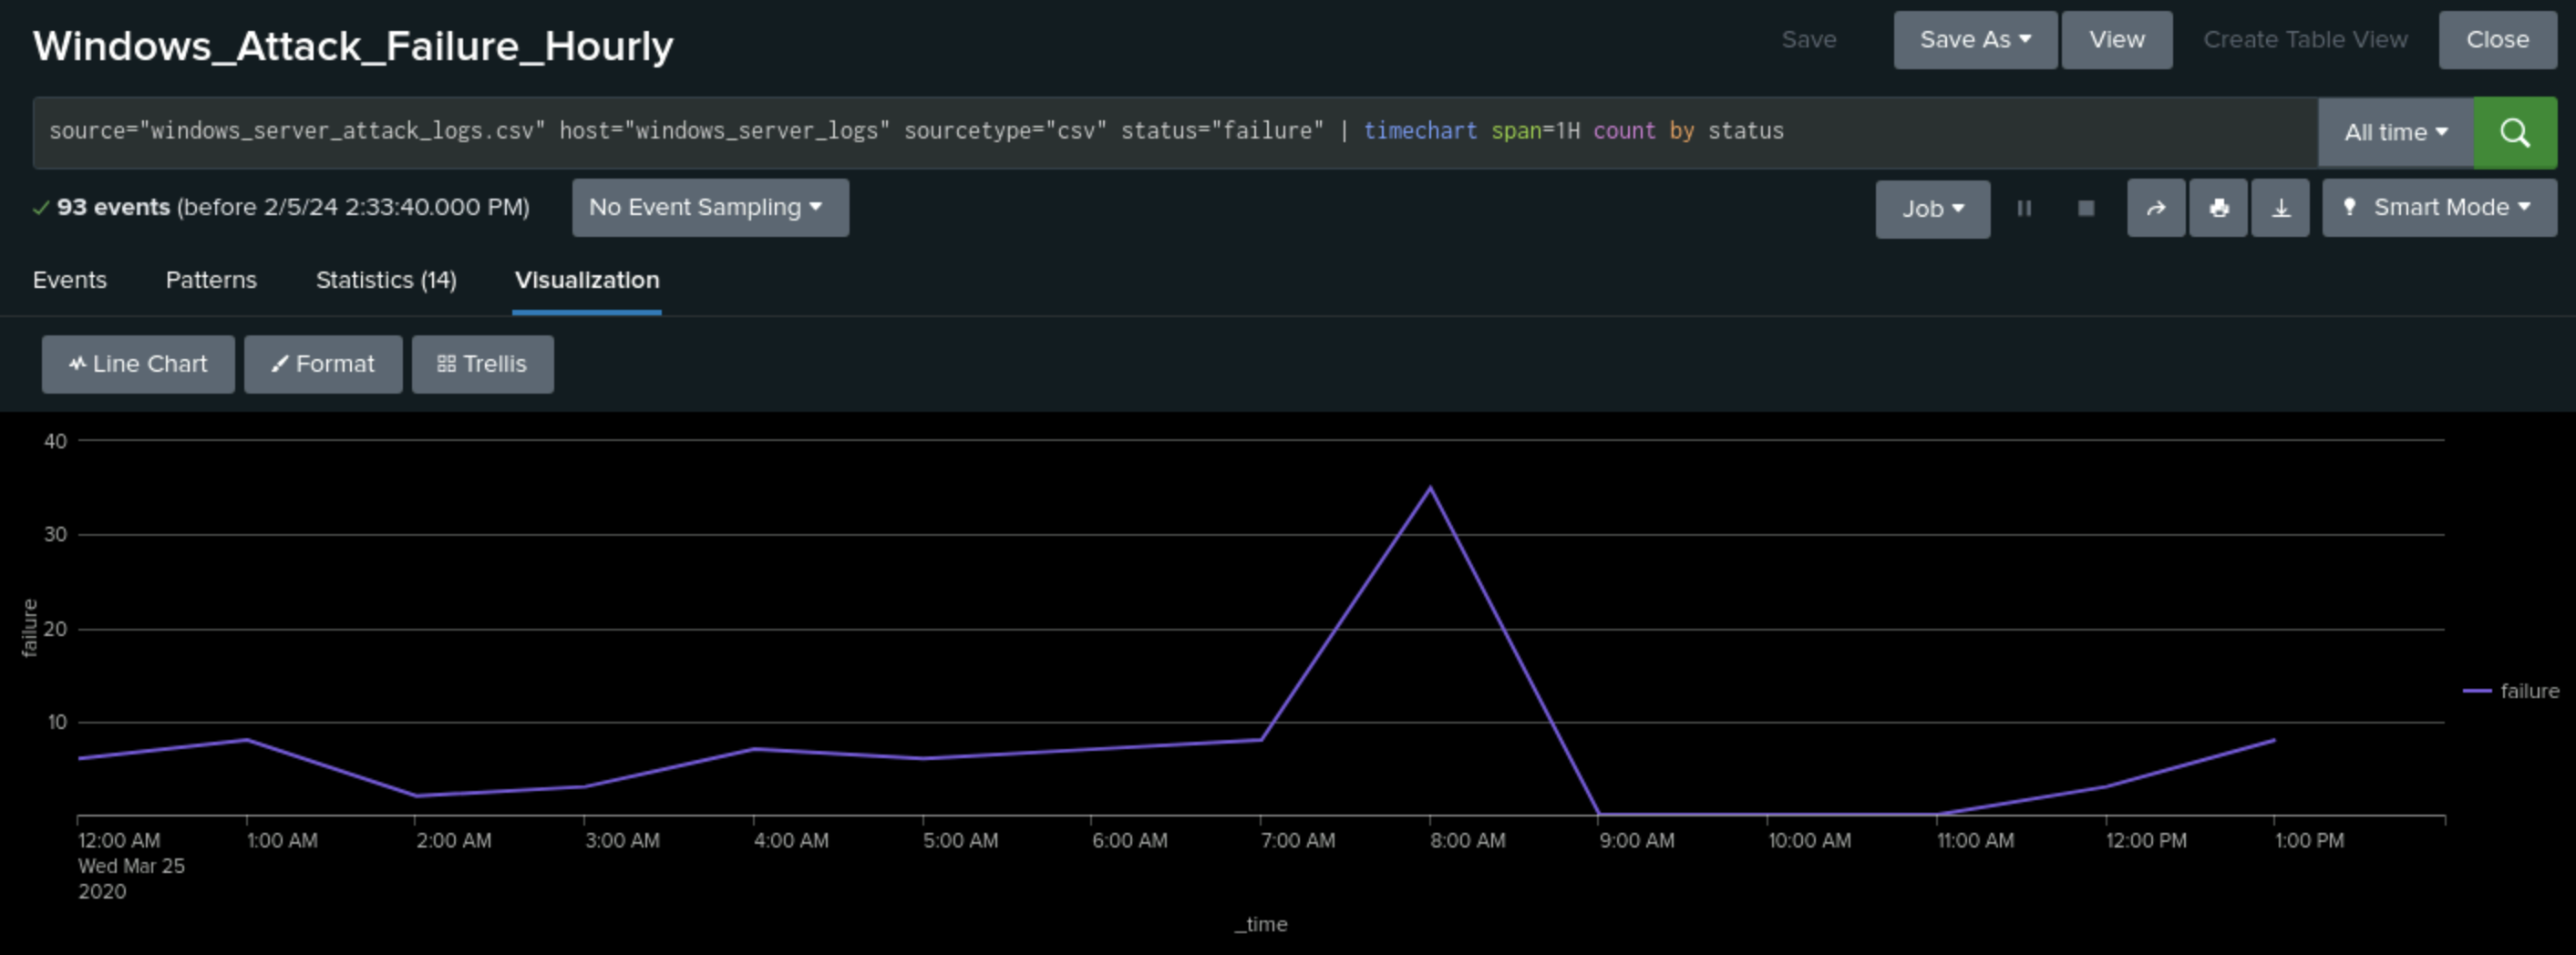 Windows_Attack_Failure_Hourly
Save
Save As
View
Create Table View
Close
source="windows_server_attack_logs.csv" host="windows_server_logs" sourcetype="csv" status="failure" | timechart span=1H count by status
All time
93 events (before 2/5/24 2:33:40.000 PM)
No Event Sampling
Job
Smart Mode
Events
Patterns
Statistics (14)
Visualization
Line Chart
Format
Trellis
40
30
20
10
failure
failure
12:00 AM
Wed Mar 25
2020
1:00 AM
2:00 AM
3:00 AM
4:00 AM
5:00 AM
6:00 AM
7:00 AM
8:00 AM
9:00 AM
10:00 AM
11:00 AM
12:00 PM
1:00 PM
_time